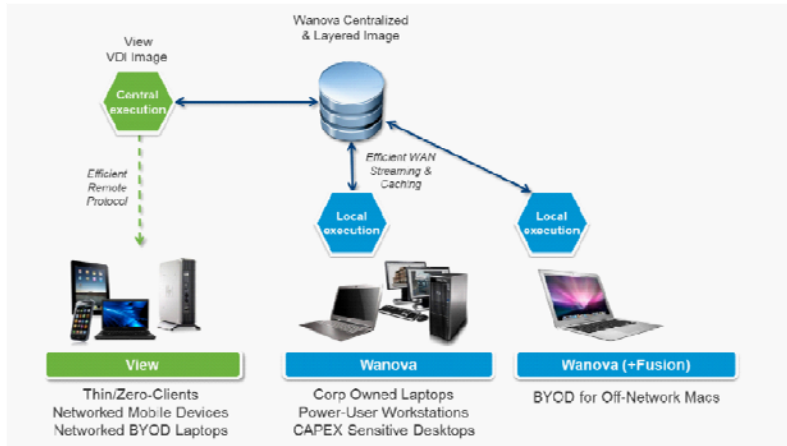 View
VDI Image
Wanova Centralized
& Layered Image
Central
execution
Efficient
Remote
Protocol
Efficient WAN
Streaming &
Caching
Local
execution
Local
execution
View
Thin/Zero-Clients
Networked Mobile Devices
Networked BYOD Laptops
Wanova
Corp Owned Laptops
Power-User Workstations
CAPEX Sensitive Desktops
Wanova (+Fusion)
BYOD for Off-Network Macs